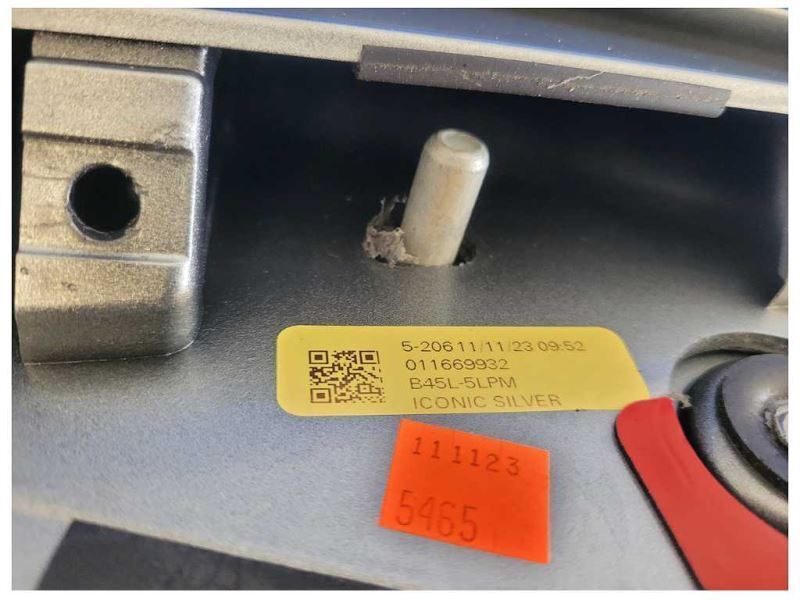 5-206 11/11/23 09:52
011669932
B45L-5LPM
ICONIC SILVER
111123
5465